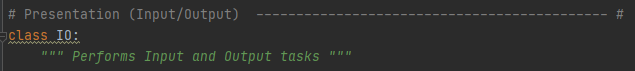 # Presentation (Input/Output)  -------------------------------------------- #
class IO:
    """ Performs Input and Output tasks """